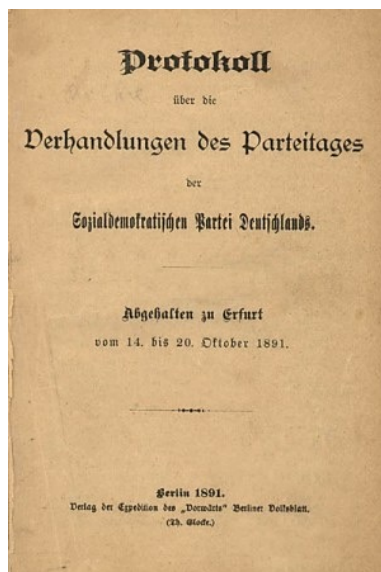 Protokoll
über die
Verhandlungen des Parteitages
der
Sozialdemokratischen Partei Deutschlands.
Abgehalten zu Erfurt
vom 14. bis 20. Oktober 1891.
Berlin 1891.
Verlag der Expedition des „Vorwärts“ Berliner Volksblatt.
(Th. Glocke.)